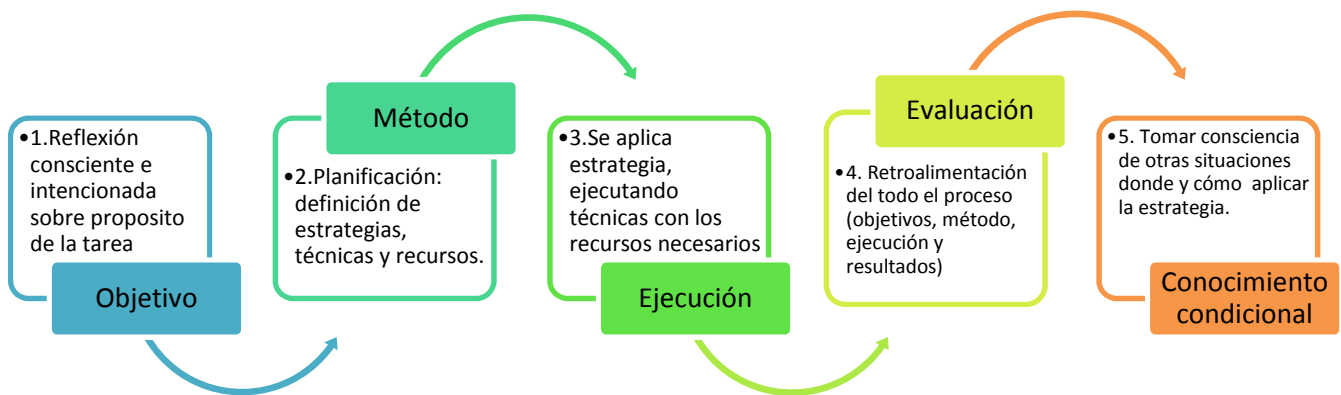 •1.Reflexión
consciente e
intencionada
sobre proposito
de la tarea
Objetivo
Método
•2.Planificación:
definición de
estrategias,
técnicas y recursos.
•3.Se aplica
estrategia,
ejecutando
técnicas con los
recursos necesarios
Ejecución
Evaluación
•4. Retroalimentación
del todo el proceso
(objetivos, método,
ejecución y
resultados)
•5. Tomar consciencia
de otras situaciones
donde y cómo aplicar
la estrategia.
Conocimiento
condicional